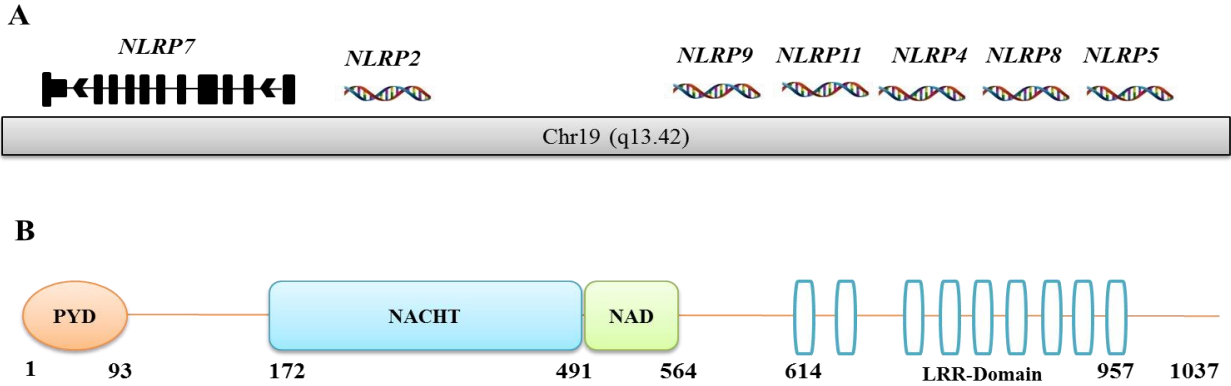 A
NLRP7
NLRP2
NLRP9 NLRP11 NLRP4 NLRP8 NLRP5
Chr19 (q13.42)
B
PYD NACHT NAD
1 93 172 491 564 614 LRR-Domain 957 1037